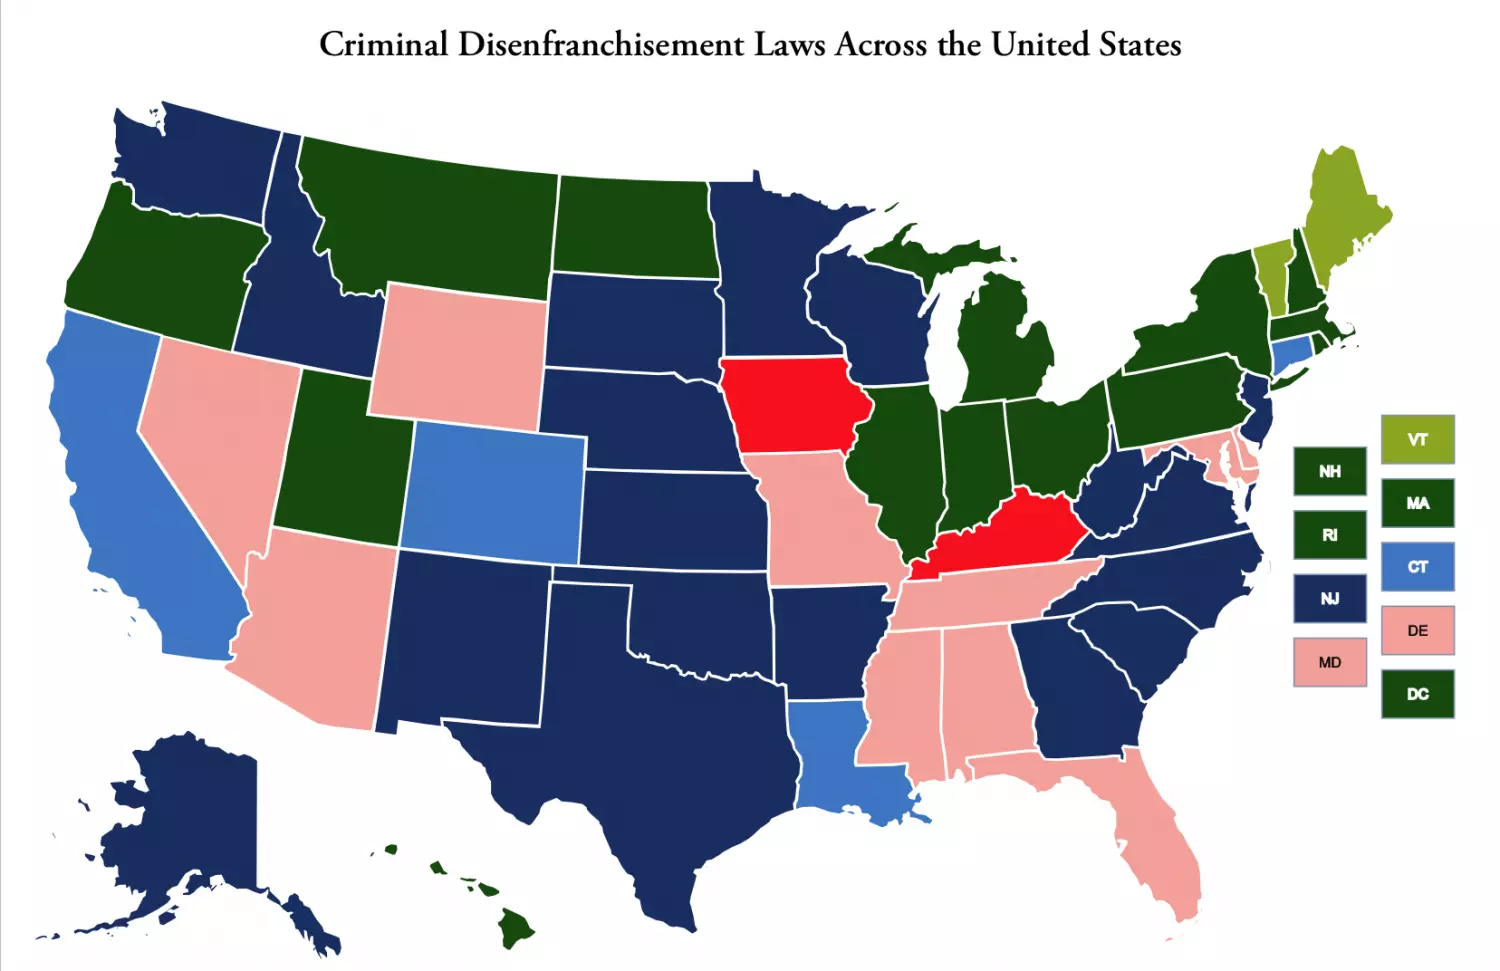 Criminal Disenfranchisement Laws Across the United States
VT
NH
MA
RI
CT
NJ
DE
MD
DC